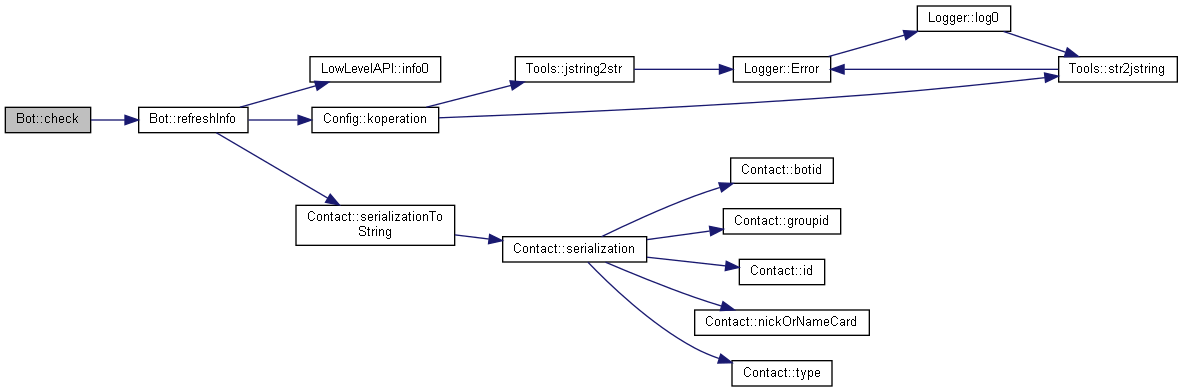 Bot::check
Bot::refreshInfo
LowLevelAPI::info0
Config::koperation
Tools::jstring2str
Logger::Error
Logger::log0
Tools::str2jstring
Contact::serializationTo
String
Contact::serialization
Contact::botid
Contact::groupid
Contact::id
Contact::nickOrNameCard
Contact::type